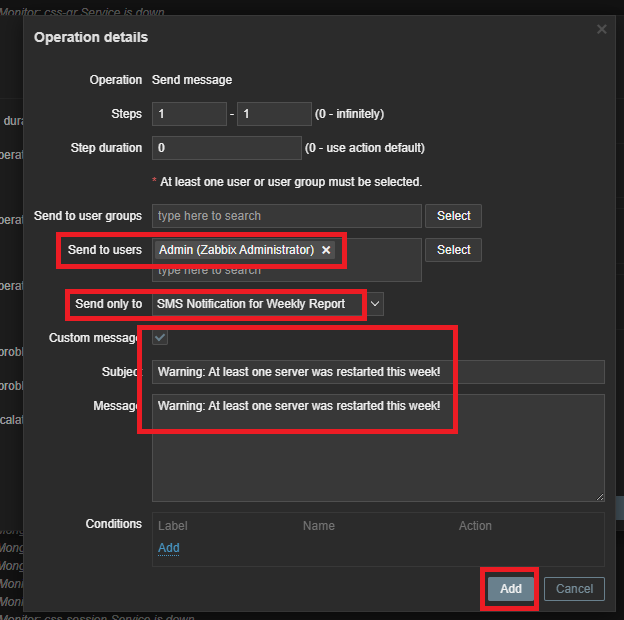 Monitor: css-qr Service is down
Operation details
Operation Send message
Steps 1 - 1 (0 - infinitely)
Step duration 0 (0 - use action default)
* At least one user or user group must be selected.
Send to user groups type here to search Select
Send to users Admin (Zabbix Administrator) × Select
type here to search
Send only to SMS Notification for Weekly Report
Custom message
Subject Warning: At least one server was restarted this week!
Message Warning: At least one server was restarted this week!
Conditions Label Name Action
Add
Add Cancel
Monitor: css-session Service is down